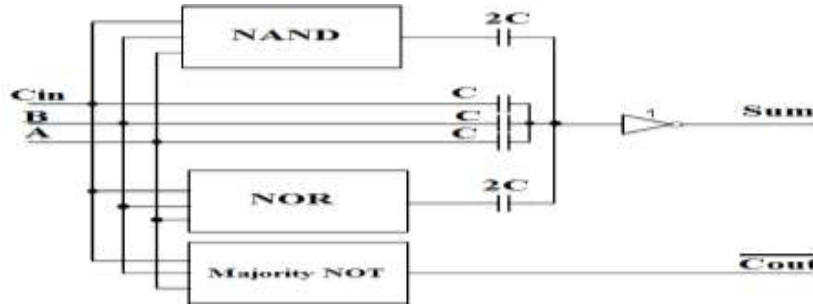 NAND
2C
Cin
C
B
C
A
C
1
Sum
NOR
2C
Majority NOT
Cout